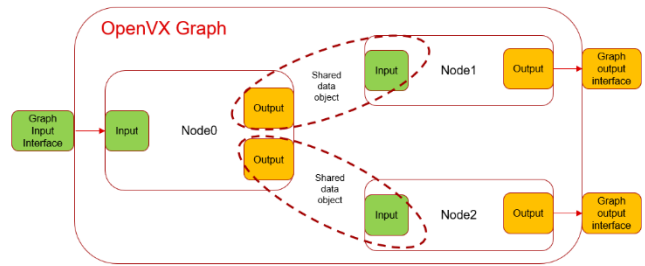 OpenVX Graph
Graph
Input
Interface
Input
Node0
Output
Output
Shared
data
object
Shared
data
object
Input
Node1
Output
Graph
output
interface
Input
Node2
Output
Graph
output
interface